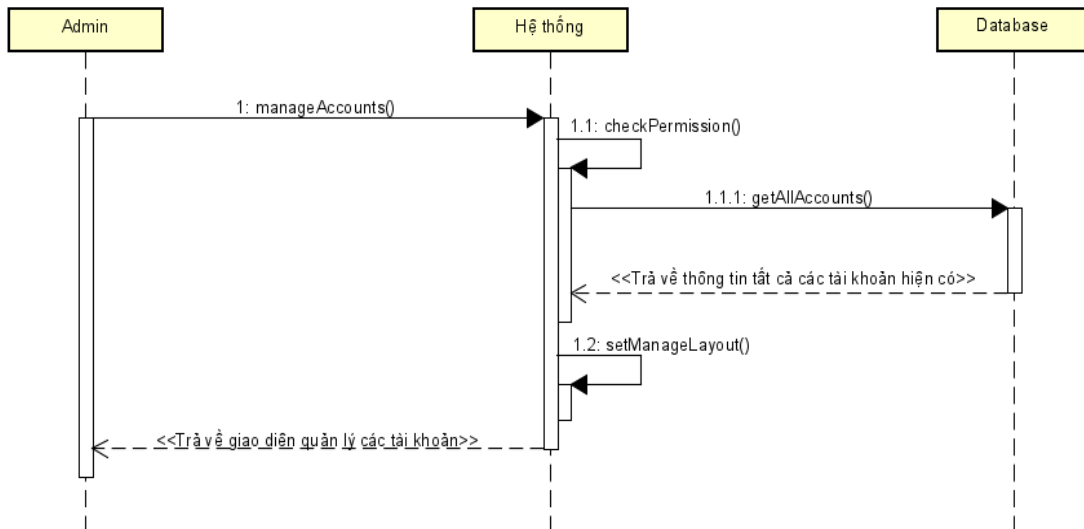 Admin
Hệ thống
Database
1: manageAccounts()
1.1: checkPermission()
1.1.1: getAllAccounts()
<<Trả về thông tin tất cả các tài khoản hiện có>>
1.2: setManageLayout()
<<Trả về giao diện quản lý các tài khoản>>